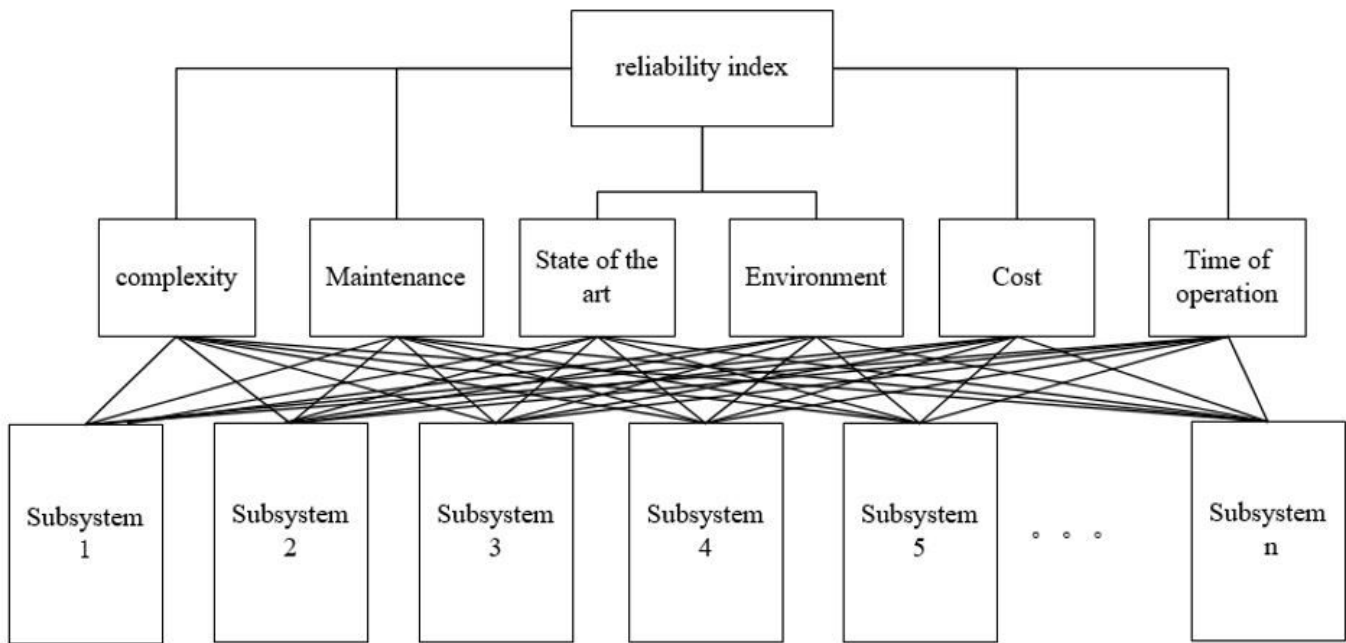 reliability index
complexity
Maintenance
State of the
art
Environment
Cost
Time of
operation
Subsystem
1
Subsystem
2
Subsystem
3
Subsystem
4
Subsystem
5
。。。
Subsystem
n